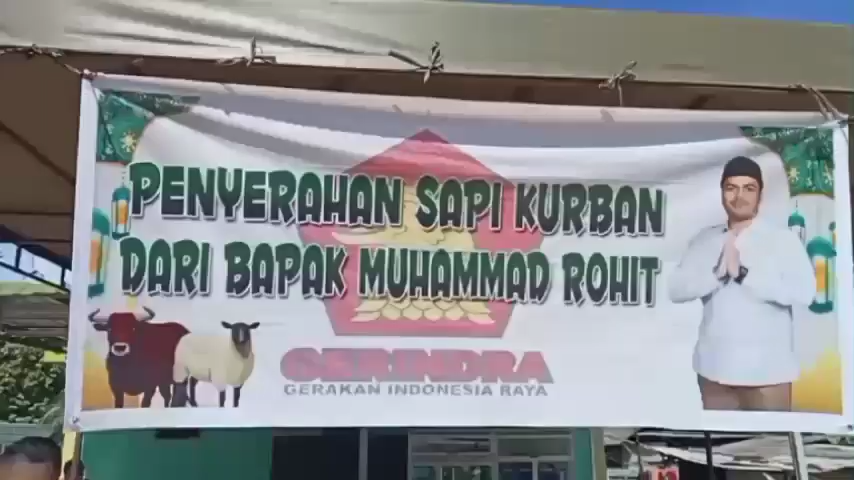 PENYERAHAN SAPI KURBAN
DARI BAPAK MUHAMMAD ROHIT
GERINDRA
GERAKAN INDONESIA RAYA